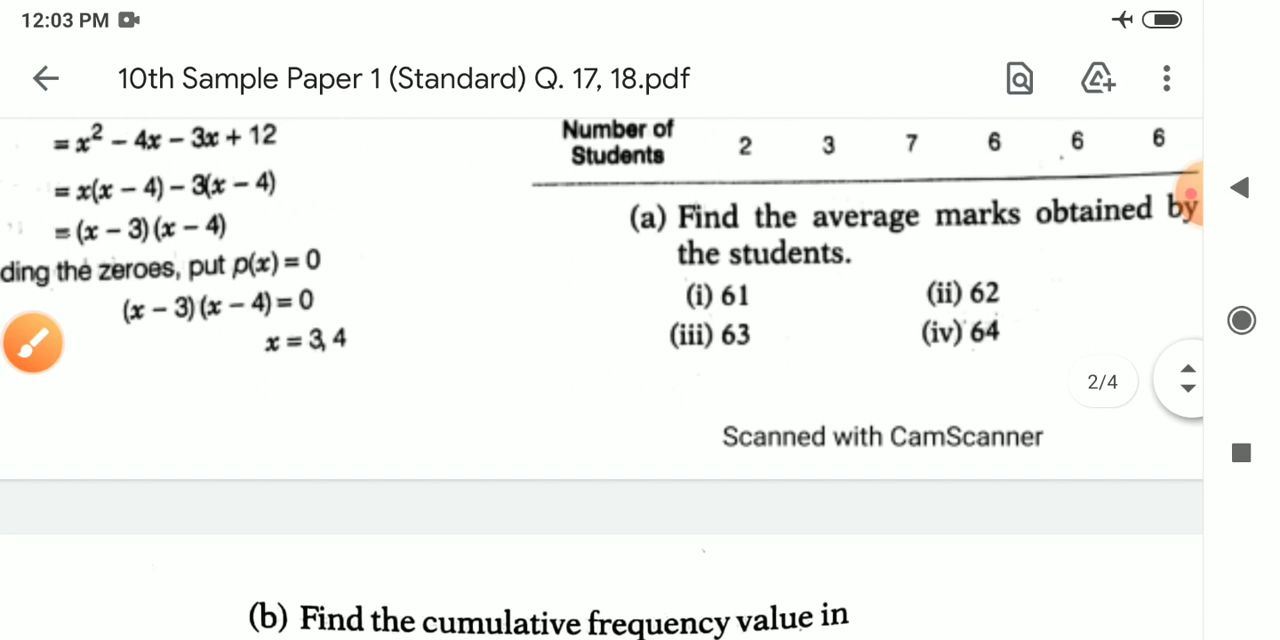 12:03 PM
10th Sample Paper 1 (Standard) Q. 17, 18.pdf
= x² – 4x – 3x + 12
= x(x – 4) – 3(x – 4)
= (x – 3)(x – 4)
ding the zeroes, put p(x) = 0
(x – 3)(x – 4) = 0
x = 3, 4
Number of
Students 2 3 7 6 6 6
(a) Find the average marks obtained by
the students.
(i) 61 (ii) 62
(iii) 63 (iv) 64
2/4
Scanned with CamScanner
(b) Find the cumulative frequency value in